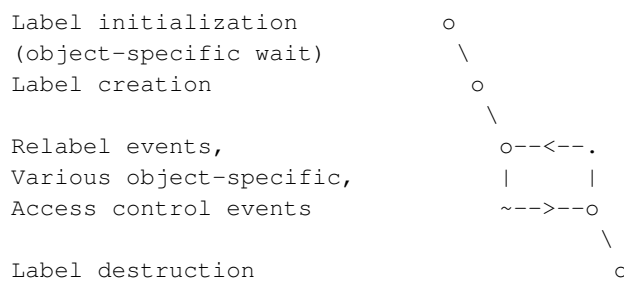 Label initialization          o
(object-specific wait)         \
Label creation                  o
                                 \
Relabel events,                   o--<--.
Various object-specific,          |     |
Access control events             ~-->--o
                                         \
Label destruction                         o